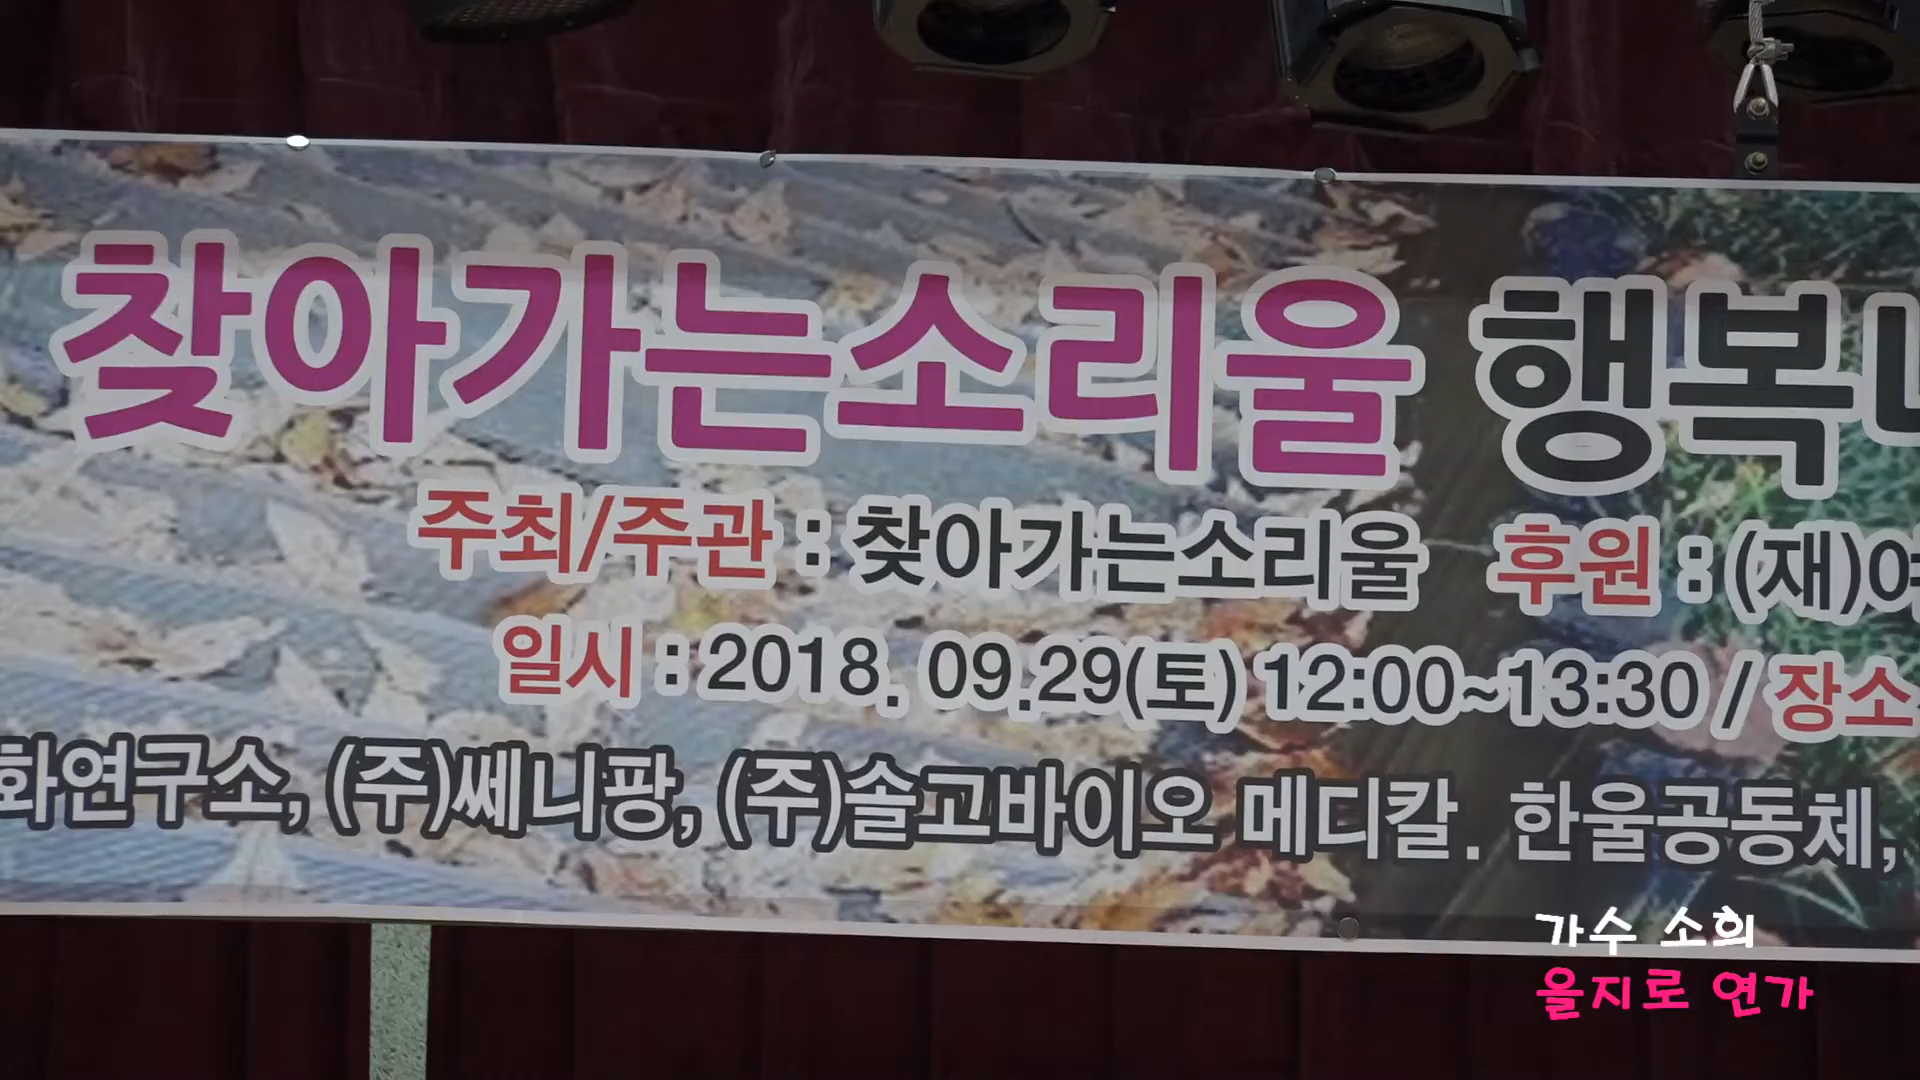 찾아가는소리울 행복
주최/주관 : 찾아가는소리울 후원 : (재)
일시 : 2018. 09.29(토) 12:00~13:30 / 장소
화연구소, (주)쎄니팡, (주)솔고바이오 메디칼. 한울공동체,
가수 소희
을지로 연가